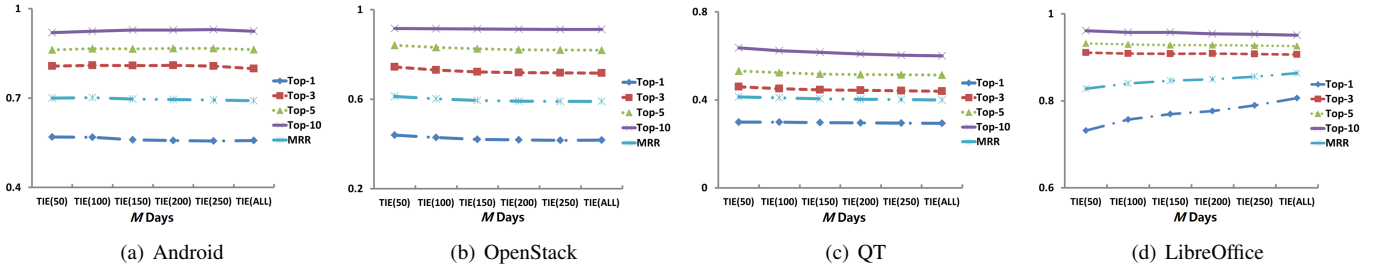 1
0.7
0.4
TIE(50) TIE(100) TIE(150) TIE(200) TIE(250) TIE(ALL)
M Days
Top-1
Top-3
Top-5
Top-10
MRR
(a) Android
1
0.6
0.2
TIE(50) TIE(100) TIE(150) TIE(200) TIE(250) TIE(ALL)
M Days
Top-1
Top-3
Top-5
Top-10
MRR
(b) OpenStack
0.8
0.4
0
TIE(50) TIE(100) TIE(150) TIE(200) TIE(250) TIE(ALL)
M Days
Top-1
Top-3
Top-5
Top-10
MRR
(c) QT
1
0.8
0.6
TIE(50) TIE(100) TIE(150) TIE(200) TIE(250) TIE(ALL)
M Days
Top-1
Top-3
Top-5
Top-10
MRR
(d) LibreOffice